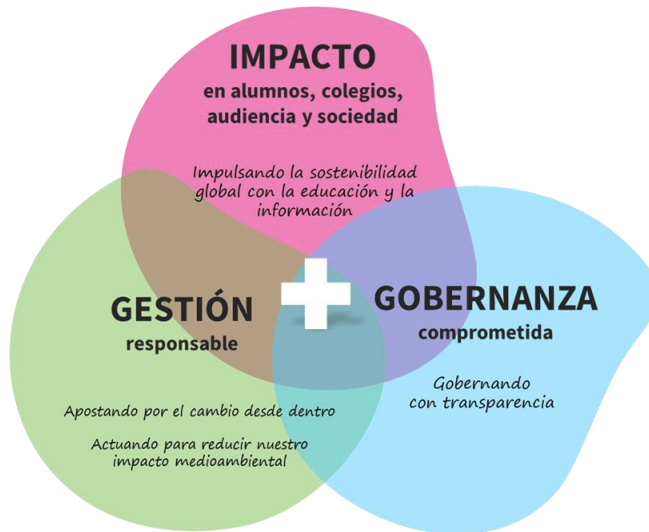 IMPACTO
en alumnos, colegios,
audiencia y sociedad
Impulsando la sostenibilidad
global con la educación y la
información
GESTIÓN
responsable
Apostando por el cambio desde dentro
Actuando para reducir nuestro
impacto medioambiental
GOBERNANZA
comprometida
Gobernando
con transparencia